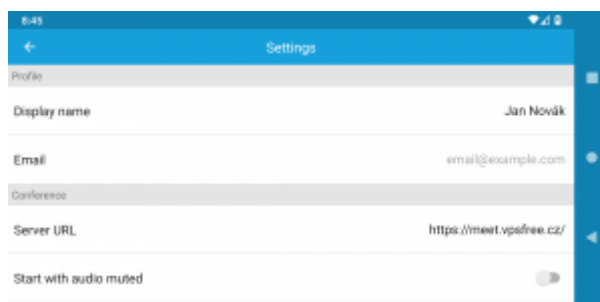 8:45
Settings
Profile
Display name Jan Novák
Email email@example.com
Conference
Server URL https://meet.vpsfree.cz/
Start with audio muted